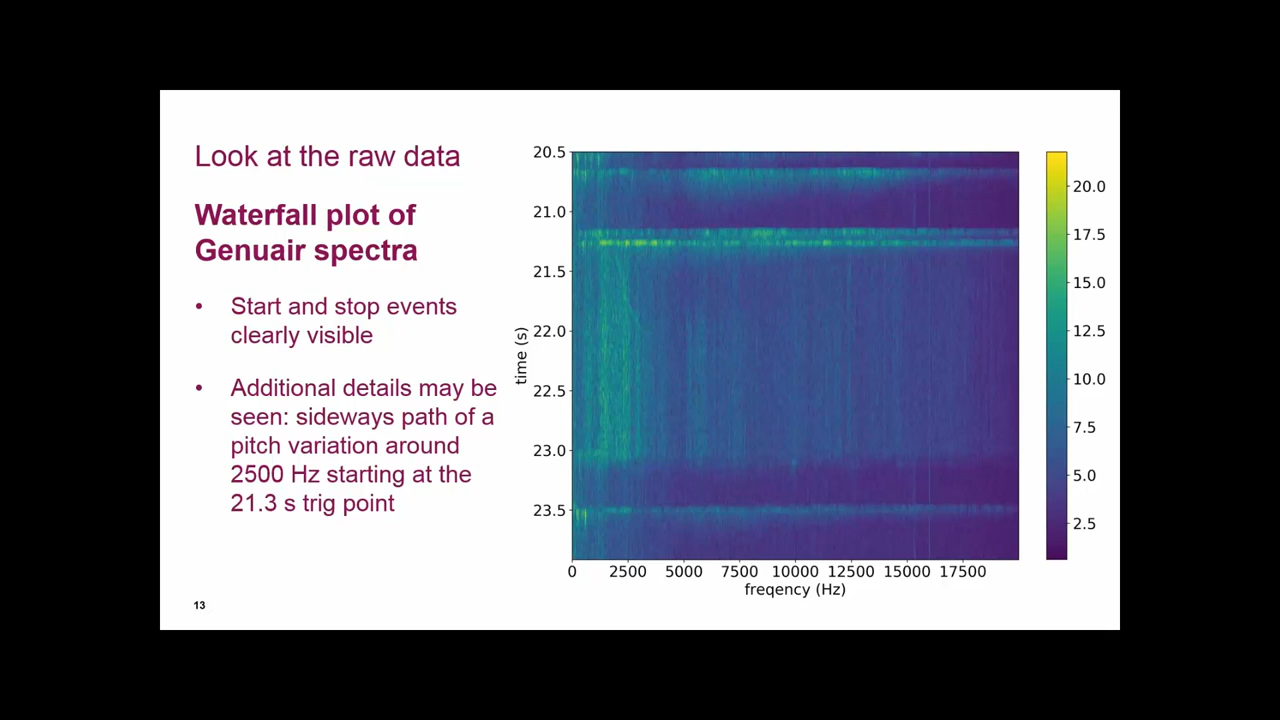 Look at the raw data
Waterfall plot of
Genuair spectra
• Start and stop events
clearly visible
• Additional details may be
seen: sideways path of a
pitch variation around
2500 Hz starting at the
21.3 s trig point
13
time (s)
20.5
21.0
21.5
22.0
22.5
23.0
23.5
0 2500 5000 7500 10000 12500 15000 17500
freqency (Hz)
20.0
17.5
15.0
12.5
10.0
7.5
5.0
2.5